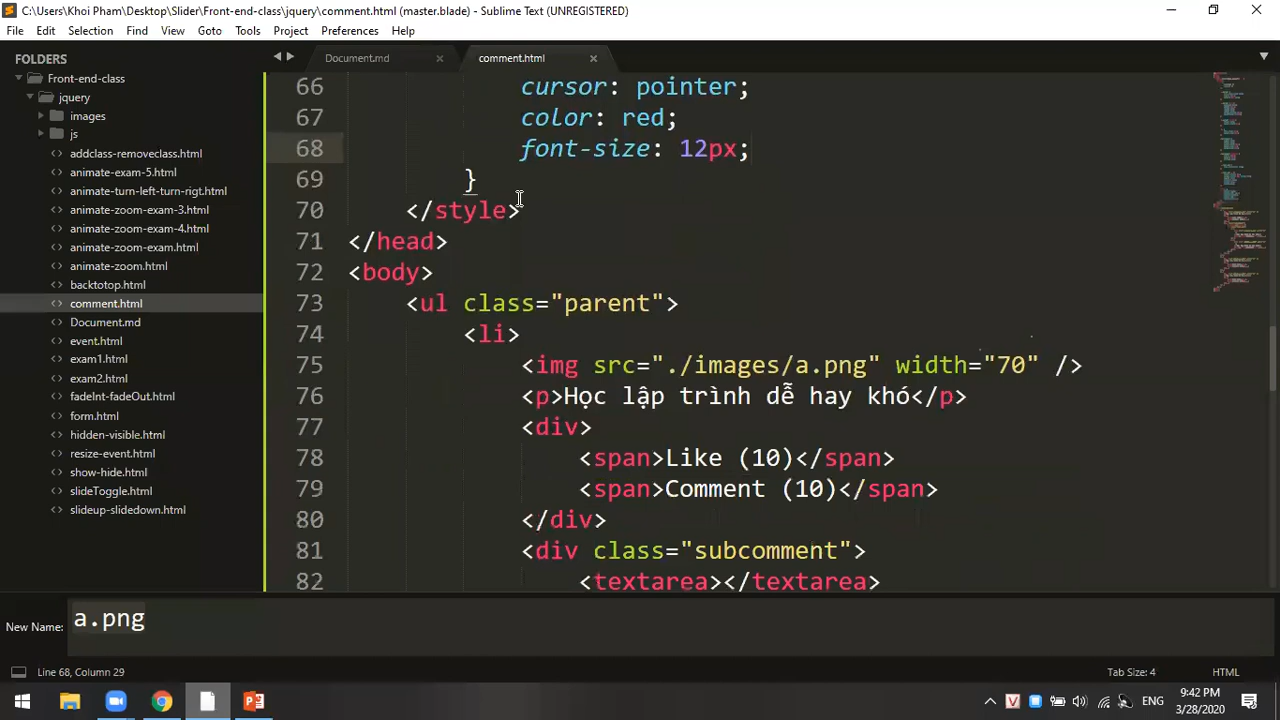 C:\Users\Khoi Pham\Desktop\Slider\Front-end-class\jquery\comment.html (master.blade) - Sublime Text (UNREGISTERED)
File Edit Selection Find View Goto Tools Project Preferences Help
FOLDERS
Front-end-class
jquery
images
js
addclass-removeclass.html
animate-exam-5.html
animate-turn-left-turn-rigt.html
animate-zoom-exam-3.html
animate-zoom-exam-4.html
animate-zoom-exam.html
animate-zoom.html
backtotop.html
comment.html
Document.md
event.html
exam1.html
exam2.html
fadeInt-fadeOut.html
form.html
hidden-visible.html
resize-event.html
show-hide.html
slideToggle.html
slideup-slidedown.html
Document.md
comment.html
66 cursor: pointer;
67 color: red;
68 font-size: 12px;
69 }
70 </style>
71 </head>
72 <body>
73 <ul class="parent">
74 <li>
75 <img src="./images/a.png" width="70" />
76 <p>Học lập trình dễ hay khó</p>
77 <div>
78 <span>Like (10)</span>
79 <span>Comment (10)</span>
80 </div>
81 <div class="subcomment">
82 <textarea></textarea>
New Name: a.png
Line 68, Column 29
Tab Size: 4
HTML
ENG
9:42 PM
3/28/2020